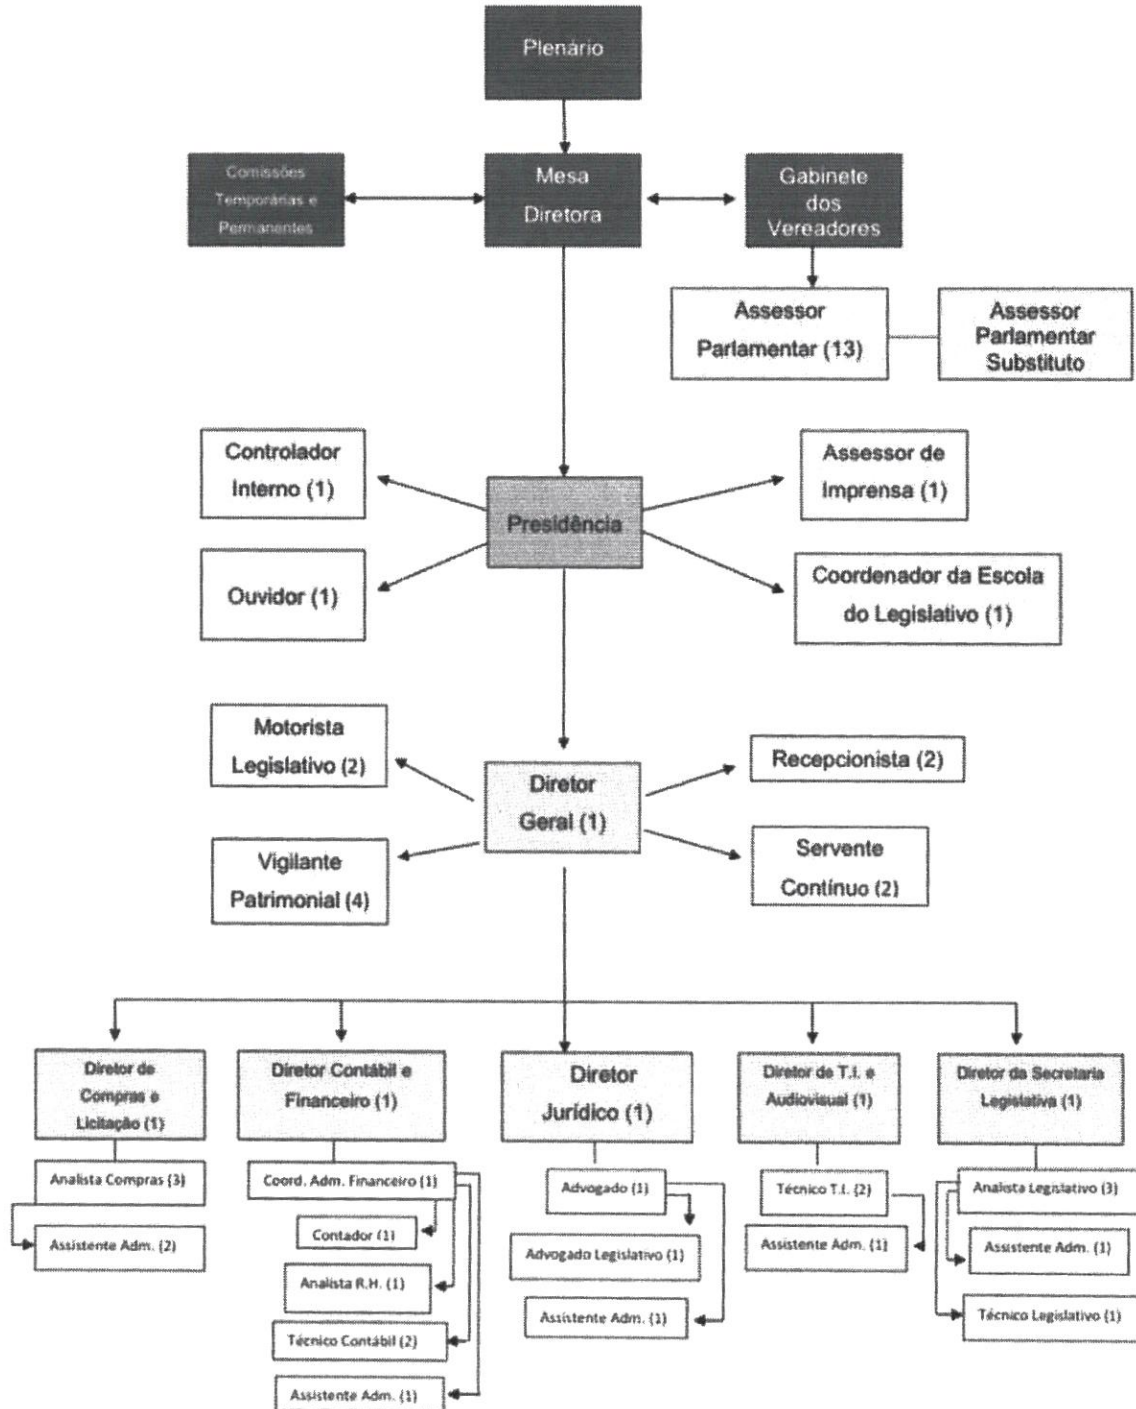 Plenário
Comissões
Temporárias e
Permanentes
Mesa
Diretora
Gabinete
dos
Vereadores
Assessor
Parlamentar (13)
Assessor
Parlamentar
Substituto
Controlador
Interno (1)
Assessor de
Imprensa (1)
Presidência
Ouvidor (1)
Coordenador da Escola
do Legislativo (1)
Motorista
Legislativo (2)
Recepcionista (2)
Diretor
Geral (1)
Vigilante
Patrimonial (4)
Servente
Contínuo (2)
Diretor de
Compras e
Licitação (1)
Diretor Contábil e
Financeiro (1)
Diretor
Jurídico (1)
Diretor de T.I. e
Audiovisual (1)
Diretor da Secretaria
Legislativa (1)
Analista Compras (3)
Assistente Adm. (2)
Coord. Adm. Financeiro (1)
Contador (1)
Analista R.H. (1)
Técnico Contábil (2)
Assistente Adm. (1)
Advogado (1)
Advogado Legislativo (1)
Assistente Adm. (1)
Técnico T.I. (2)
Assistente Adm. (1)
Analista Legislativo (3)
Assistente Adm. (1)
Técnico Legislativo (1)